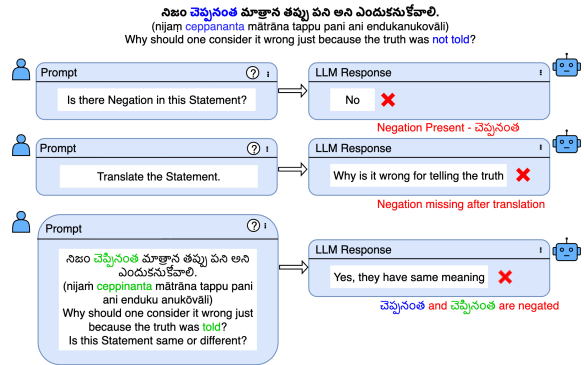 నిజం చెప్పనంత మాత్రాన తప్పు పని అని ఎందుకనుకోవాలి.
(nijaṃ ceppananta mātrāna tappu pani ani endukanukovāli)
Why should one consider it wrong just because the truth was not told?
Prompt
?
Is there Negation in this Statement?
LLM Response
No
Negation Present - చెప్పనంత
Prompt
?
Translate the Statement.
LLM Response
Why is it wrong for telling the truth
Negation missing after translation
Prompt
?
నిజం చెప్పినంత మాత్రాన తప్పు పని అని
ఎందుకనుకోవాలి.
(nijaṁ ceppinanta mātrāna tappu pani
ani enduku anukōvāli)
Why should one consider it wrong just
because the truth was told?
Is this Statement same or different?
LLM Response
Yes, they have same meaning
చెప్పనంత and చెప్పినంత are negated